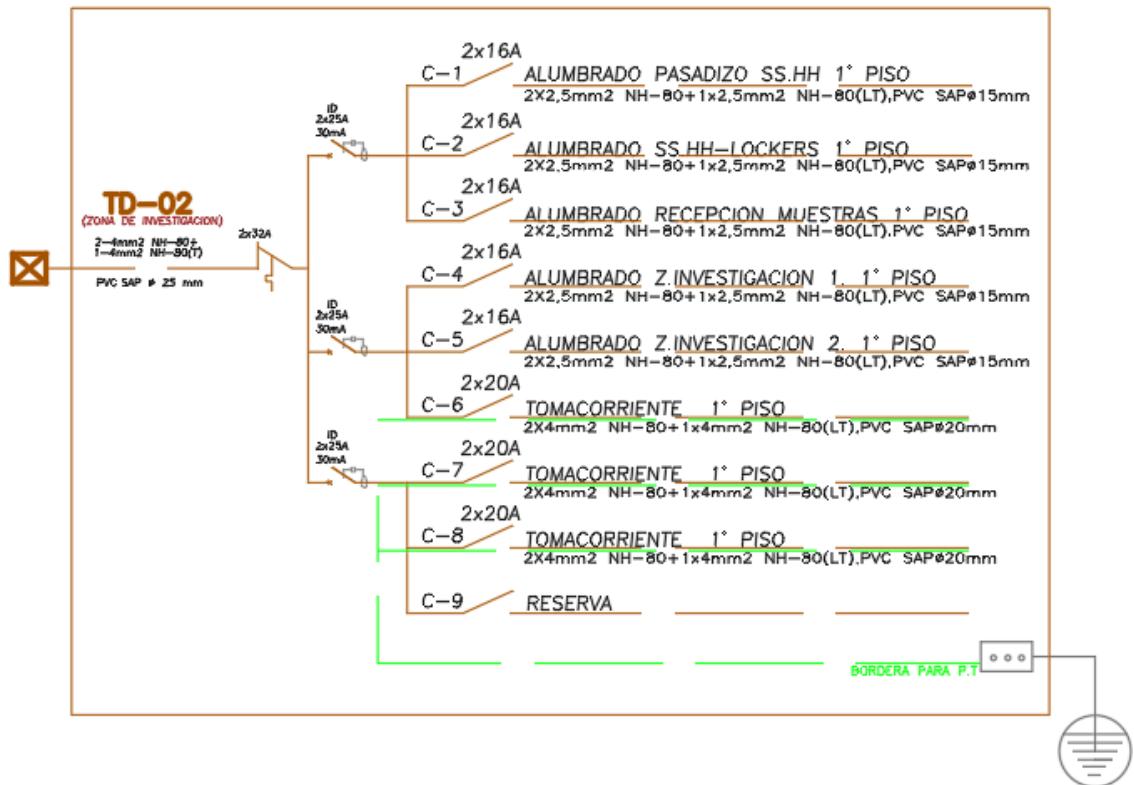 TD-02
(ZONA DE INVESTIGACION)
2-4mm2 NH-80+
1-4mm2 NH-80(T)
PVC SAP ø 25 mm
2x32A
ID
2x25A
30mA
2x16A
C-1 ALUMBRADO PASADIZO SS.HH 1° PISO
2X2,5mm2 NH-80+1x2,5mm2 NH-80(LT),PVC SAPø15mm
2x16A
C-2 ALUMBRADO SS.HH-LOCKERS 1° PISO
2X2,5mm2 NH-80+1x2,5mm2 NH-80(LT),PVC SAPø15mm
2x16A
C-3 ALUMBRADO RECEPCION MUESTRAS 1° PISO
2X2,5mm2 NH-80+1x2,5mm2 NH-80(LT),PVC SAPø15mm
ID
2x25A
30mA
2x16A
C-4 ALUMBRADO Z.INVESTIGACION 1. 1° PISO
2X2,5mm2 NH-80+1x2,5mm2 NH-80(LT),PVC SAPø15mm
2x16A
C-5 ALUMBRADO Z.INVESTIGACION 2. 1° PISO
2X2,5mm2 NH-80+1x2,5mm2 NH-80(LT),PVC SAPø15mm
2x20A
C-6 TOMACORRIENTE 1° PISO
2X4mm2 NH-80+1x4mm2 NH-80(LT),PVC SAPø20mm
ID
2x25A
30mA
2x20A
C-7 TOMACORRIENTE 1° PISO
2X4mm2 NH-80+1x4mm2 NH-80(LT),PVC SAPø20mm
2x20A
C-8 TOMACORRIENTE 1° PISO
2X4mm2 NH-80+1x4mm2 NH-80(LT),PVC SAPø20mm
C-9 RESERVA
BORDERA PARA P.T